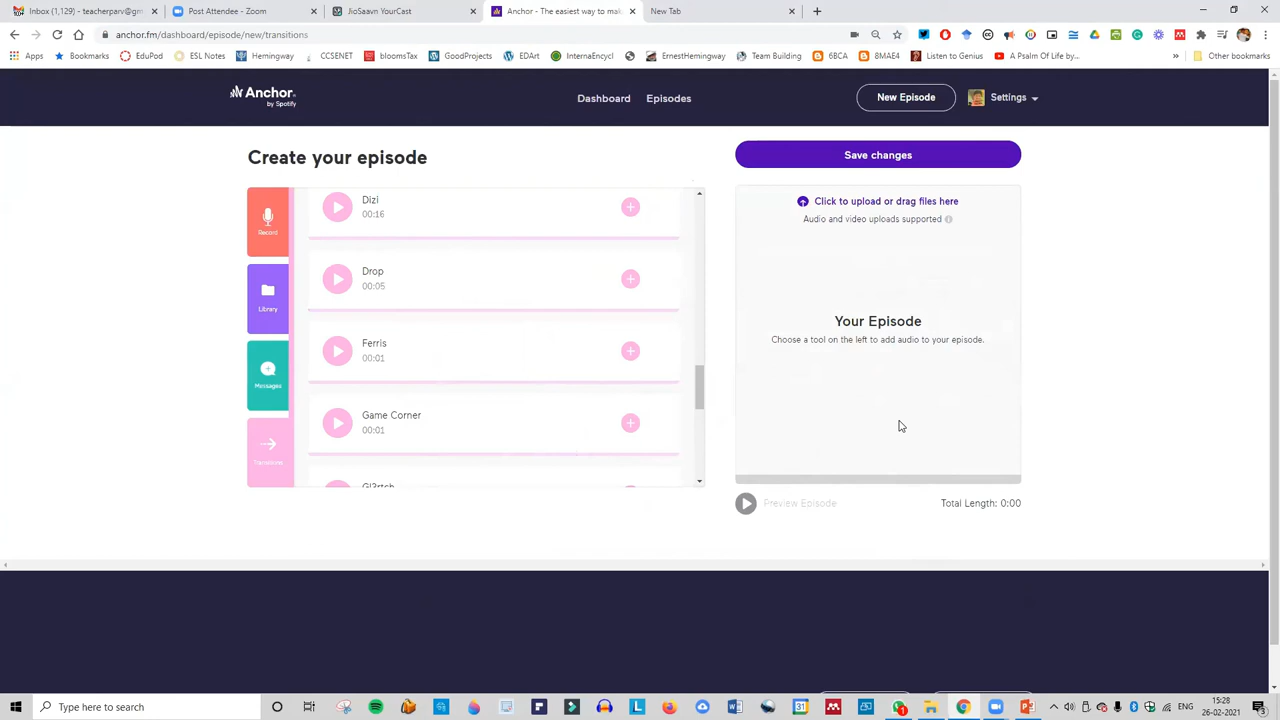 Inbox (1,129) - teacherparv@gm
Post Attendee - Zoom
JioSaavn YourCast
Anchor - The easiest way to mak
New Tab
anchor.fm/dashboard/episode/new/transitions
Apps
Bookmarks
EduPod
ESL Notes
Hemingway
CCSENET
bloomsTax
GoodProjects
EDArt
InternaEncycl
ErnestHemingway
Team Building
6BCA
8MAE4
Listen to Genius
A Psalm Of Life by...
Other bookmarks
Anchor
by Spotify
Dashboard
Episodes
New Episode
Settings
Create your episode
Save changes
Record
Library
Messages
Transitions
Dizi
00:16
Drop
00:05
Ferris
00:01
Game Corner
00:01
Gl3rtch
Click to upload or drag files here
Audio and video uploads supported
Your Episode
Choose a tool on the left to add audio to your episode.
Preview Episode
Total Length: 0:00
Type here to search
ENG
15:28
26-02-2021